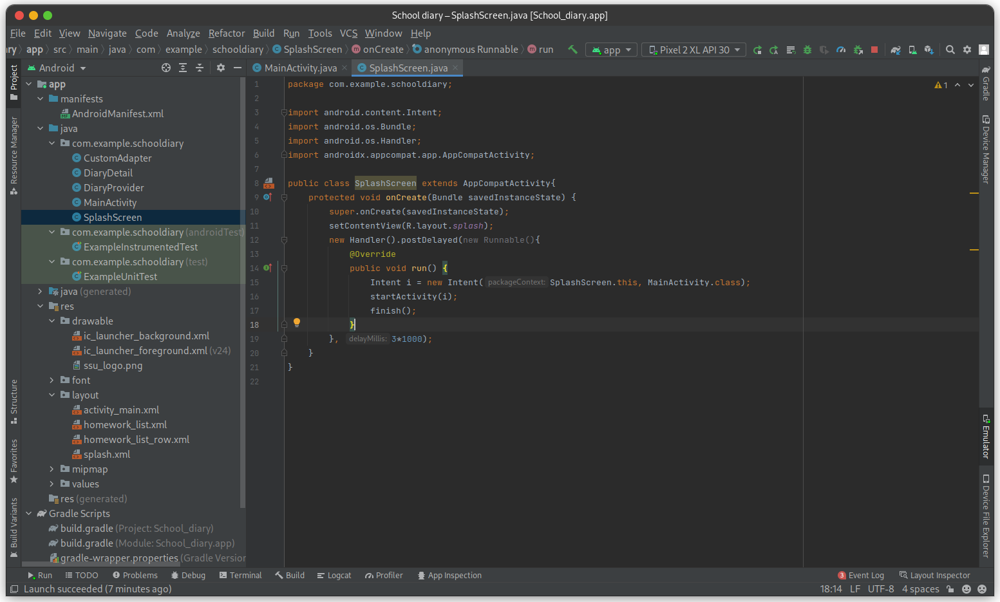 School diary – SplashScreen.java [School_diary.app]
File Edit View Navigate Code Analyze Refactor Build Run Tools VCS Window Help
ry app src main java com example schooldiary SplashScreen onCreate anonymous Runnable run app Pixel 2 XL API 30
Project
Resource Manager
Structure
Favorites
Build Variants
Android
app
manifests
AndroidManifest.xml
java
com.example.schooldiary
CustomAdapter
DiaryDetail
DiaryProvider
MainActivity
SplashScreen
com.example.schooldiary (androidTest)
ExampleInstrumentedTest
com.example.schooldiary (test)
ExampleUnitTest
java (generated)
res
drawable
ic_launcher_background.xml
ic_launcher_foreground.xml (v24)
ssu_logo.png
font
layout
activity_main.xml
homework_list.xml
homework_list_row.xml
splash.xml
mipmap
values
res (generated)
Gradle Scripts
build.gradle (Project: School_diary)
build.gradle (Module: School_diary.app)
gradle-wrapper.properties (Gradle Version
MainActivity.java SplashScreen.java
1
1 package com.example.schooldiary;
2
3 import android.content.Intent;
4 import android.os.Bundle;
5 import android.os.Handler;
6 import androidx.appcompat.app.AppCompatActivity;
7
8 public class SplashScreen extends AppCompatActivity{
9 protected void onCreate(Bundle savedInstanceState) {
10 super.onCreate(savedInstanceState);
11 setContentView(R.layout.splash);
12 new Handler().postDelayed(new Runnable(){
13 @Override
14 public void run() {
15 Intent i = new Intent( packageContext: SplashScreen.this, MainActivity.class);
16 startActivity(i);
17 finish();
18 }
19 }, delayMillis: 3*1000);
20 }
21 }
22
Gradle
Device Manager
Emulator
Device File Explorer
Run TODO Problems Debug Terminal Build Logcat Profiler App Inspection 3 Event Log Layout Inspector
Launch succeeded (7 minutes ago) 18:14 LF UTF-8 4 spaces